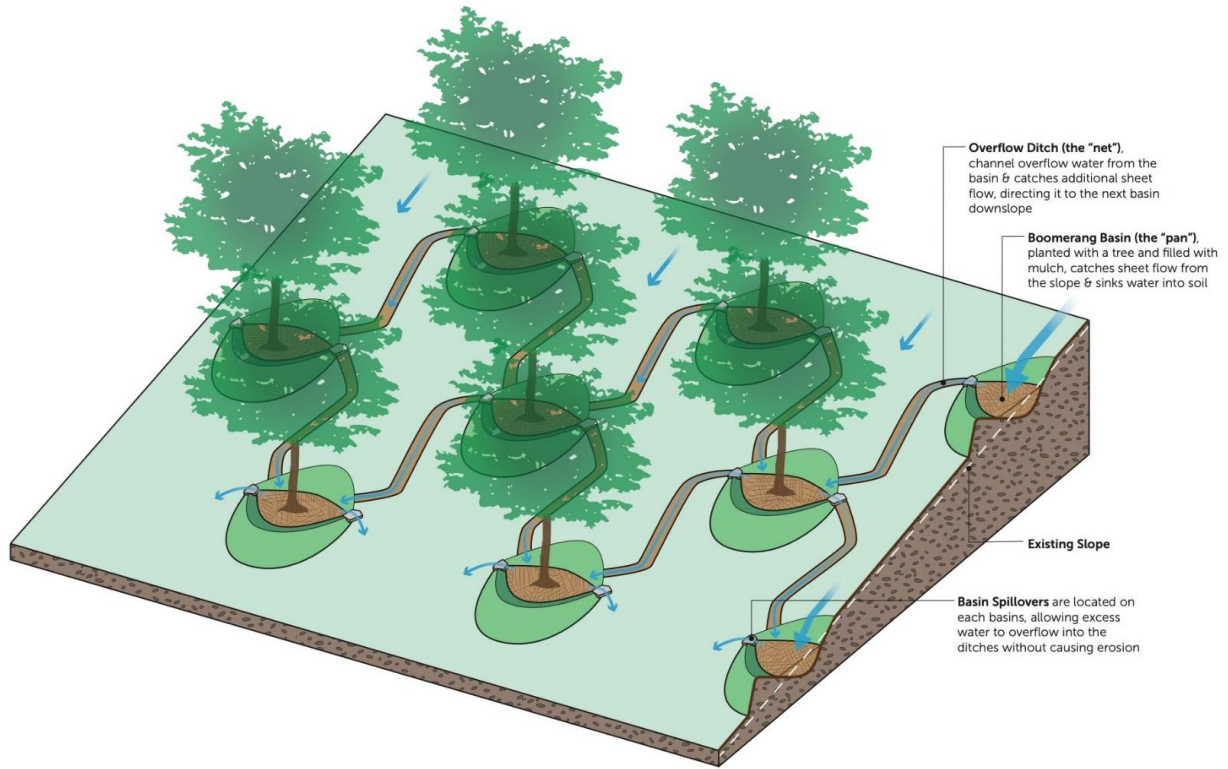 Overflow Ditch (the "net"),
channel overflow water from the
basin & catches additional sheet
flow, directing it to the next basin
downslope
Boomerang Basin (the "pan"),
planted with a tree and filled with
mulch, catches sheet flow from
the slope & sinks water into soil
Existing Slope
Basin Spillovers are located on
each basins, allowing excess
water to overflow into the
ditches without causing erosion